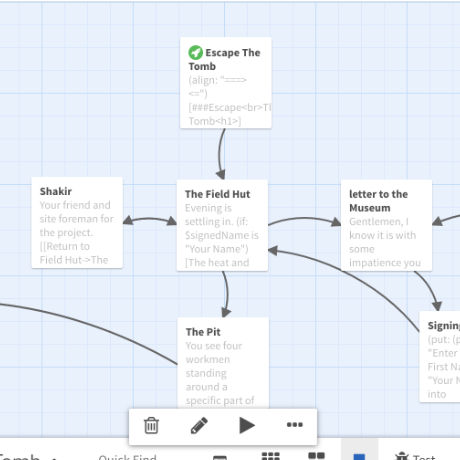 Escape The
Tomb
(align: "===>
<=")
[###Escape<br>
Tomb<h1>]
Shakir
Your friend and
site foreman for
the project.
[[Return to
Field Hut->The
The Field Hut
Evening is
settling in. (if:
$signedName is
"Your Name")
[The heat and
letter to the
Museum
Gentlemen, I
know it is with
some
impatience you
The Pit
You see four
workmen
standing
around a
specific part of
Signing
(put: (p
"Enter
First Na
"Your N
into
Quick Find
Test